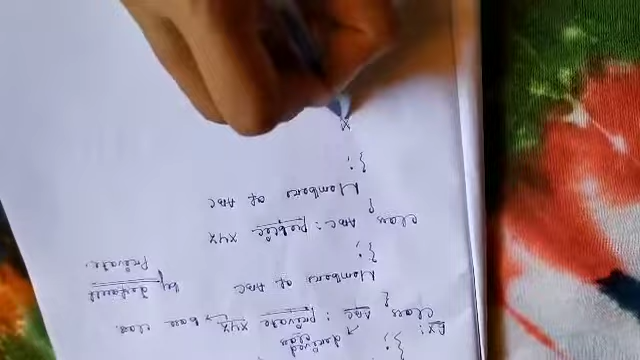 };
Ex:
derived class
class ABC : private XYZ → base class
{
Members of ABC
by default private.
};
class ABC : public XYZ
{
Members of ABC
};